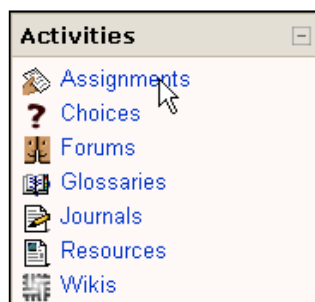 Activities
Assignments
Choices
Forums
Glossaries
Journals
Resources
Wikis